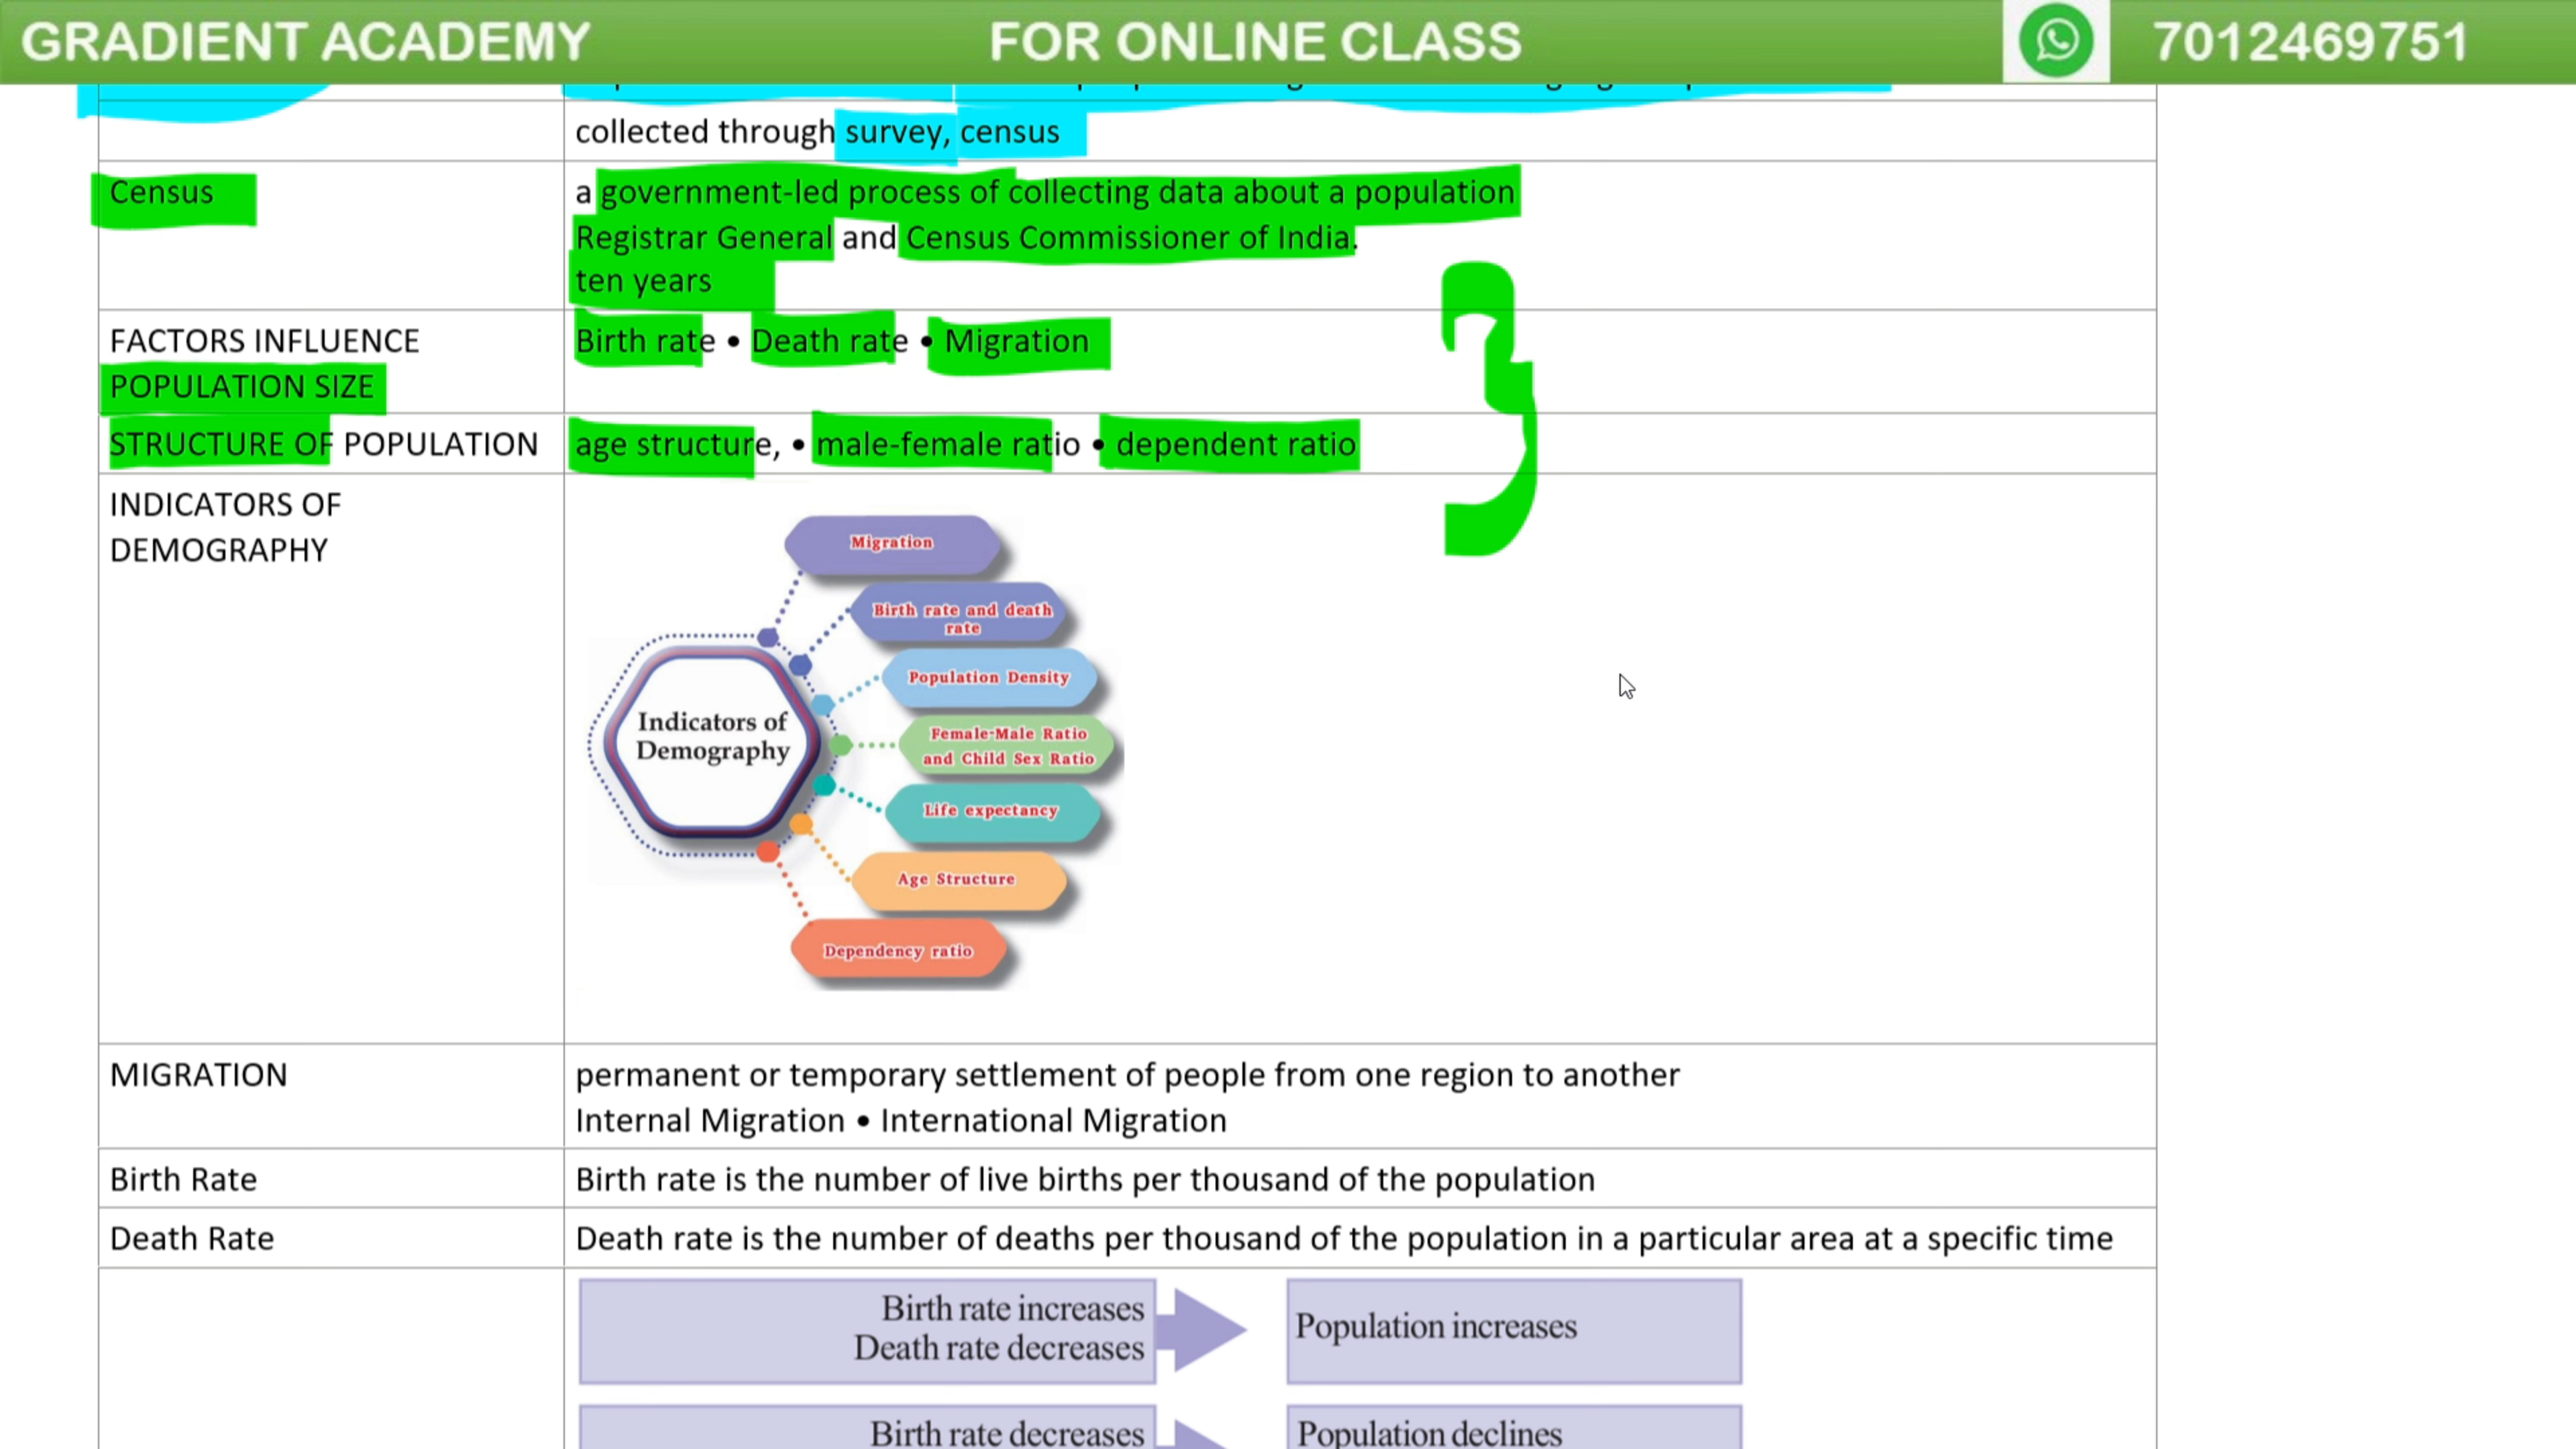 GRADIENT ACADEMY FOR ONLINE CLASS 7012469751
collected through survey, census
Census
a government-led process of collecting data about a population
Registrar General and Census Commissioner of India.
ten years
FACTORS INFLUENCE
POPULATION SIZE
Birth rate • Death rate • Migration
STRUCTURE OF POPULATION
age structure, • male-female ratio • dependent ratio
INDICATORS OF
DEMOGRAPHY
Indicators of
Demography
Migration
Birth rate and death
rate
Population Density
Female-Male Ratio
and Child Sex Ratio
Life expectancy
Age Structure
Dependency ratio
MIGRATION
permanent or temporary settlement of people from one region to another
Internal Migration • International Migration
Birth Rate
Birth rate is the number of live births per thousand of the population
Death Rate
Death rate is the number of deaths per thousand of the population in a particular area at a specific time
Birth rate increases
Death rate decreases
Population increases
Birth rate decreases
Population declines